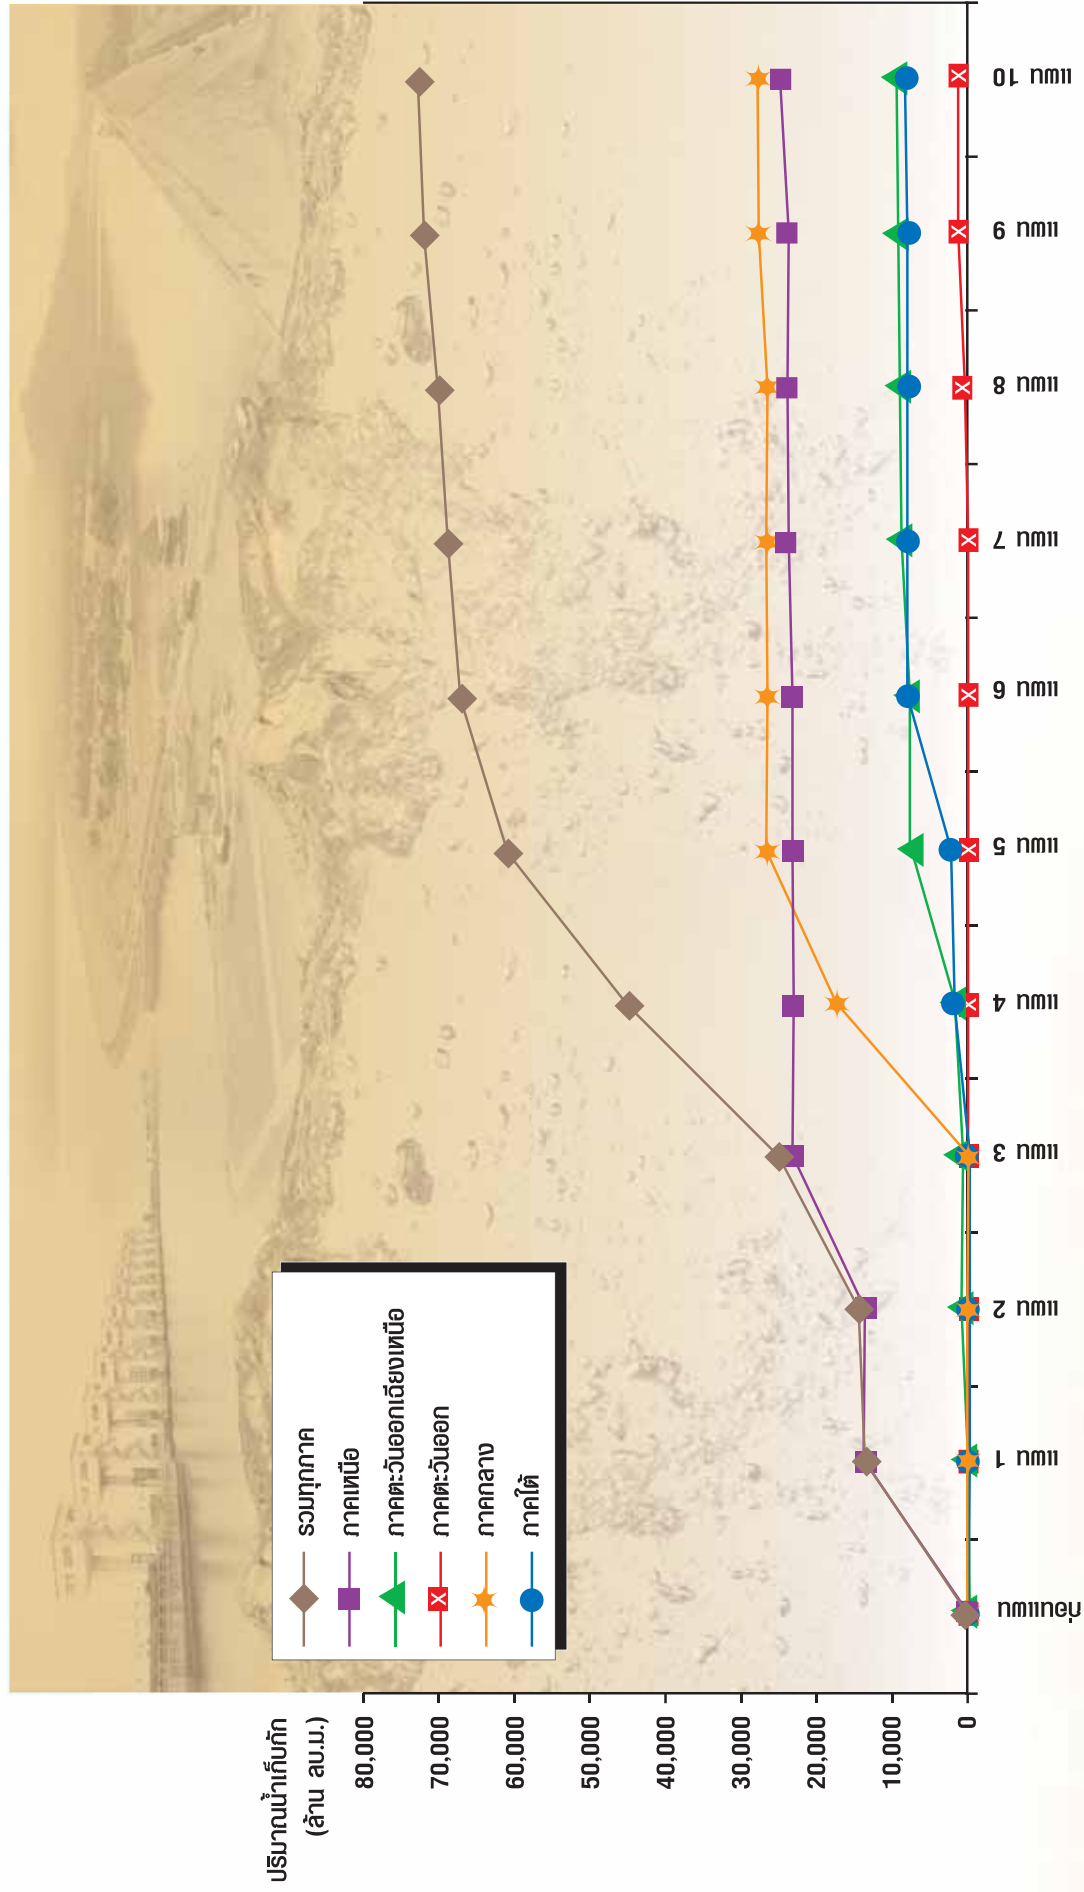 ปริมาณน้ำเก็บกัก
(ล้าน ลบ.ม.)
80,000
70,000
60,000
50,000
40,000
30,000
20,000
10,000
0
รวมทุกภาค
ภาคเหนือ
ภาคตะวันออกเฉียงเหนือ
ภาคตะวันออก
ภาคกลาง
ภาคใต้
ก่อนแผน
แผน 1
แผน 2
แผน 3
แผน 4
แผน 5
แผน 6
แผน 7
แผน 8
แผน 9
แผน 10